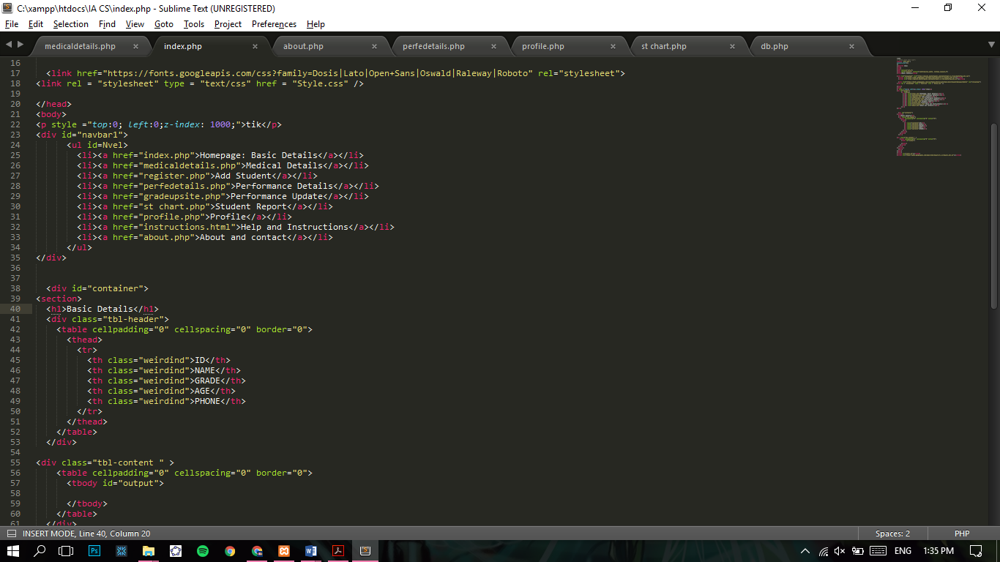 C:\xampp\htdocs\IA CS\index.php - Sublime Text (UNREGISTERED)
File Edit Selection Find View Goto Tools Project Preferences Help
medicaldetails.php × index.php × about.php × perfedetails.php × profile.php × st chart.php × db.php ×
16
17 <link href="https://fonts.googleapis.com/css?family=Dosis|Lato|Open+Sans|Oswald|Raleway|Roboto" rel="stylesheet">
18 <link rel = "stylesheet" type = "text/css" href = "Style.css" />
19
20 </head>
21 <body>
22 <p style ="top:0; left:0;z-index: 1000;">tik</p>
23 <div id="navbar1">
24 <ul id=Nvel>
25 <li><a href="index.php">Homepage: Basic Details</a></li>
26 <li><a href="medicaldetails.php">Medical Details</a></li>
27 <li><a href="register.php">Add Student</a></li>
28 <li><a href="perfedetails.php">Performance Details</a></li>
29 <li><a href="gradeupsite.php">Performance Update</a></li>
30 <li><a href="st chart.php">Student Report</a></li>
31 <li><a href="profile.php">Profile</a></li>
32 <li><a href="instructions.html">Help and Instructions</a></li>
33 <li><a href="about.php">About and contact</a></li>
34 </ul>
35 </div>
36
37
38 <div id="container">
39 <section>
40 <h1>Basic Details</h1>
41 <div class="tbl-header">
42 <table cellpadding="0" cellspacing="0" border="0">
43 <thead>
44 <tr>
45 <th class="weirdind">ID</th>
46 <th class="weirdind">NAME</th>
47 <th class="weirdind">GRADE</th>
48 <th class="weirdind">AGE</th>
49 <th class="weirdind">PHONE</th>
50 </tr>
51 </thead>
52 </table>
53 </div>
54
55 <div class="tbl-content " >
56 <table cellpadding="0" cellspacing="0" border="0">
57 <tbody id="output">
58
59 </tbody>
60 </table>
61 </div>
INSERT MODE, Line 40, Column 20 Spaces: 2 PHP
ENG 1:35 PM